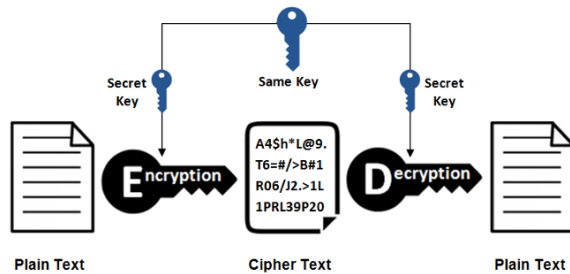 Secret
Key
Same Key
Secret
Key
Encryption
A4$h*L@9.
T6=#/>B#1
R06/J2.>1L
1PRL39P20
Decryption
Plain Text
Cipher Text
Plain Text